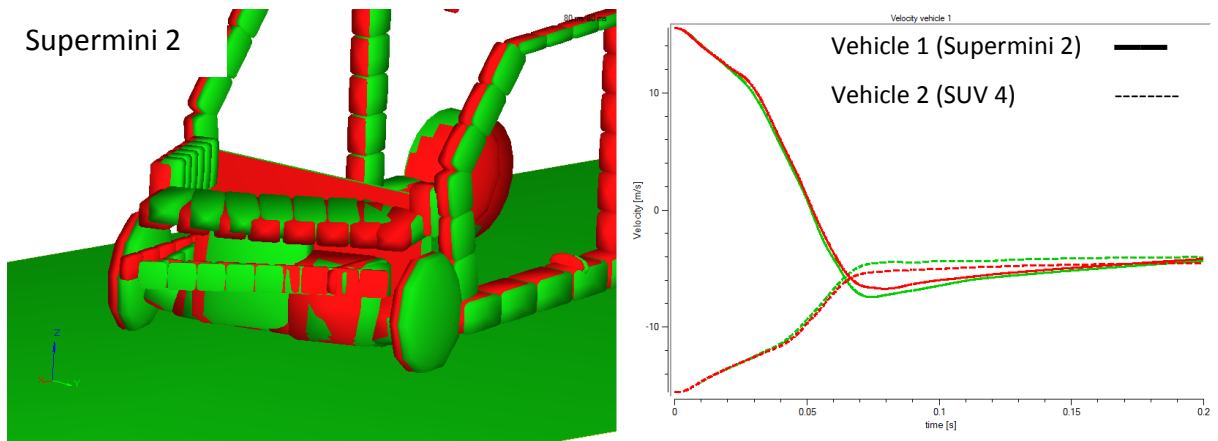 Supermini 2
Z
X
Y
Velocity vehicle 1
Vehicle 1 (Supermini 2)
Vehicle 2 (SUV 4)
Velocity [m/s]
10
0
-10
0
0.05
0.1
0.15
0.2
time [s]